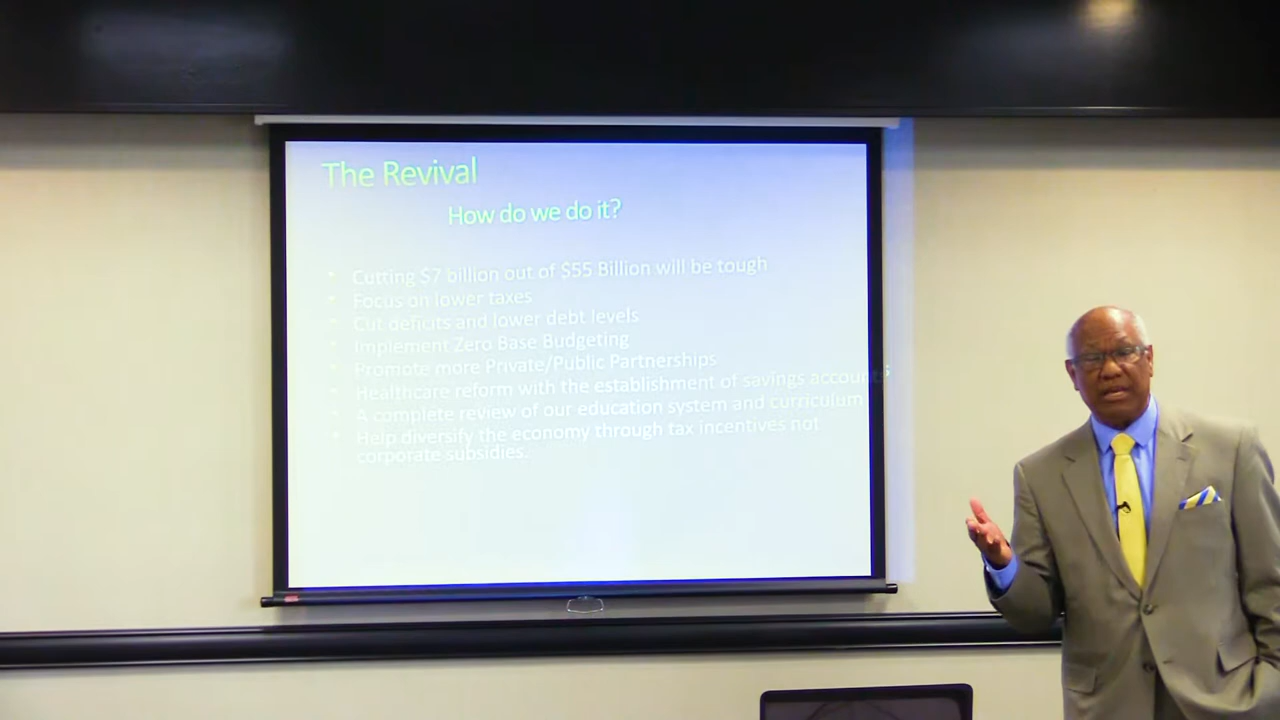 The Revival
How do we do it?
• Cutting $7 billion out of $55 Billion will be tough
• Focus on lower taxes
• Cut deficits and lower debt levels
• Implement Zero Base Budgeting
• Promote more Private/Public Partnerships
• Healthcare reform with the establishment of savings accounts
• A complete review of our education system and curriculum
• Help diversify the economy through tax incentives not
corporate subsidies.